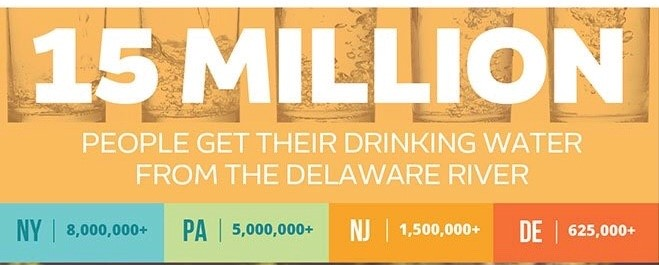 15 MILLION
PEOPLE GET THEIR DRINKING WATER
FROM THE DELAWARE RIVER
NY | 8,000,000+ PA | 5,000,000+ NJ | 1,500,000+ DE | 625,000+